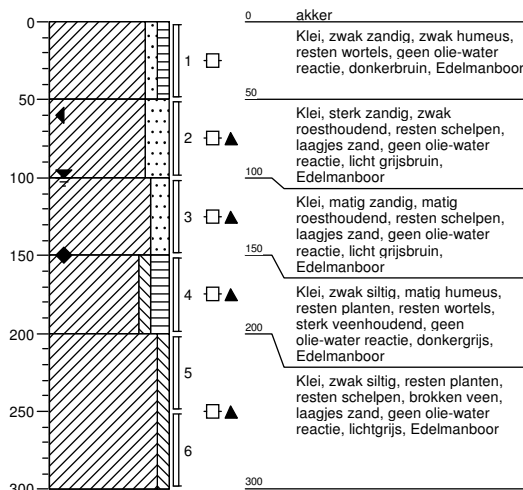 0
50
100
150
200
250
300
1
2
3
4
5
6
0 akker
Klei, zwak zandig, zwak humeus,
resten wortels, geen olie-water
reactie, donkerbruin, Edelmanboor
50
Klei, sterk zandig, zwak
roesthoudend, resten schelpen,
laagjes zand, geen olie-water
reactie, licht grijsbruin,
Edelmanboor
100
Klei, matig zandig, matig
roesthoudend, resten schelpen,
laagjes zand, geen olie-water
reactie, licht grijsbruin,
Edelmanboor
150
Klei, zwak siltig, matig humeus,
resten planten, resten wortels,
sterk veenhoudend, geen
olie-water reactie, donkergrijs,
Edelmanboor
200
Klei, zwak siltig, resten planten,
resten schelpen, brokken veen,
laagjes zand, geen olie-water
reactie, lichtgrijs, Edelmanboor
300